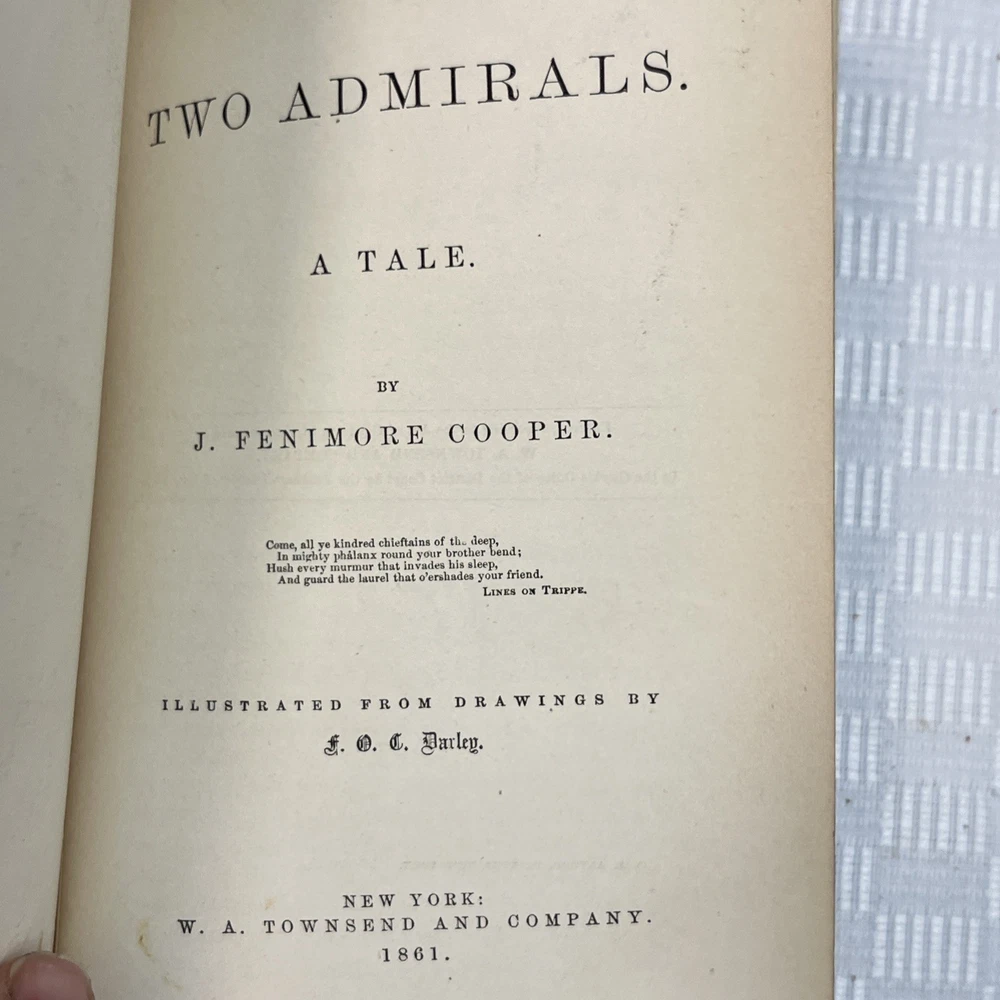 TWO ADMIRALS.
A TALE.
BY
J. FENIMORE COOPER.
Come, all ye kindred chieftains of the deep,
In mighty phalanx round your brother bend;
Hush every murmur that invades his sleep,
And guard the laurel that o'ershades your friend.
LINES ON TRIPPE.
ILLUSTRATED FROM DRAWINGS BY
F. O. C. Darley.
NEW YORK:
W. A. TOWNSEND AND COMPANY.
1861.